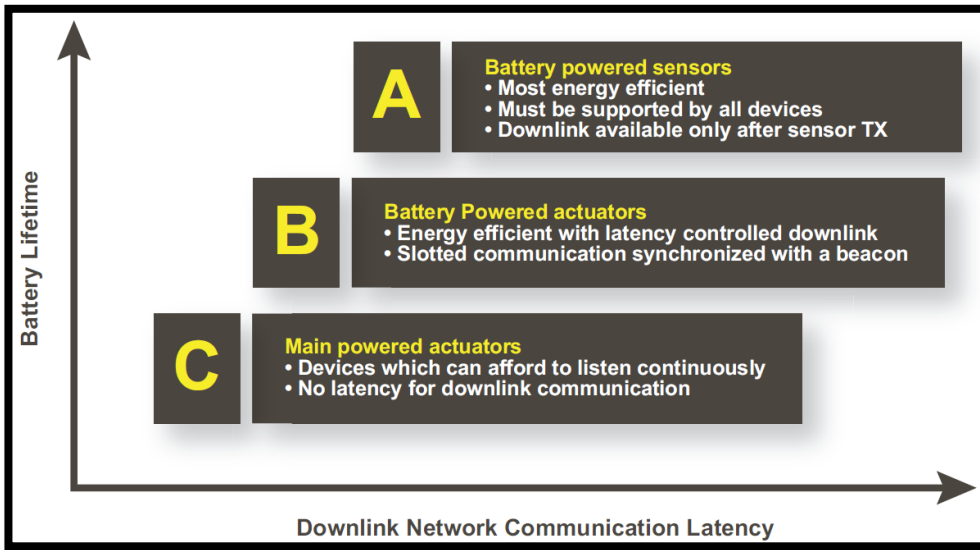 Battery Lifetime
A
Battery powered sensors
• Most energy efficient
• Must be supported by all devices
• Downlink available only after sensor TX
B
Battery Powered actuators
• Energy efficient with latency controlled downlink
• Slotted communication synchronized with a beacon
C
Main powered actuators
• Devices which can afford to listen continuously
• No latency for downlink communication
Downlink Network Communication Latency